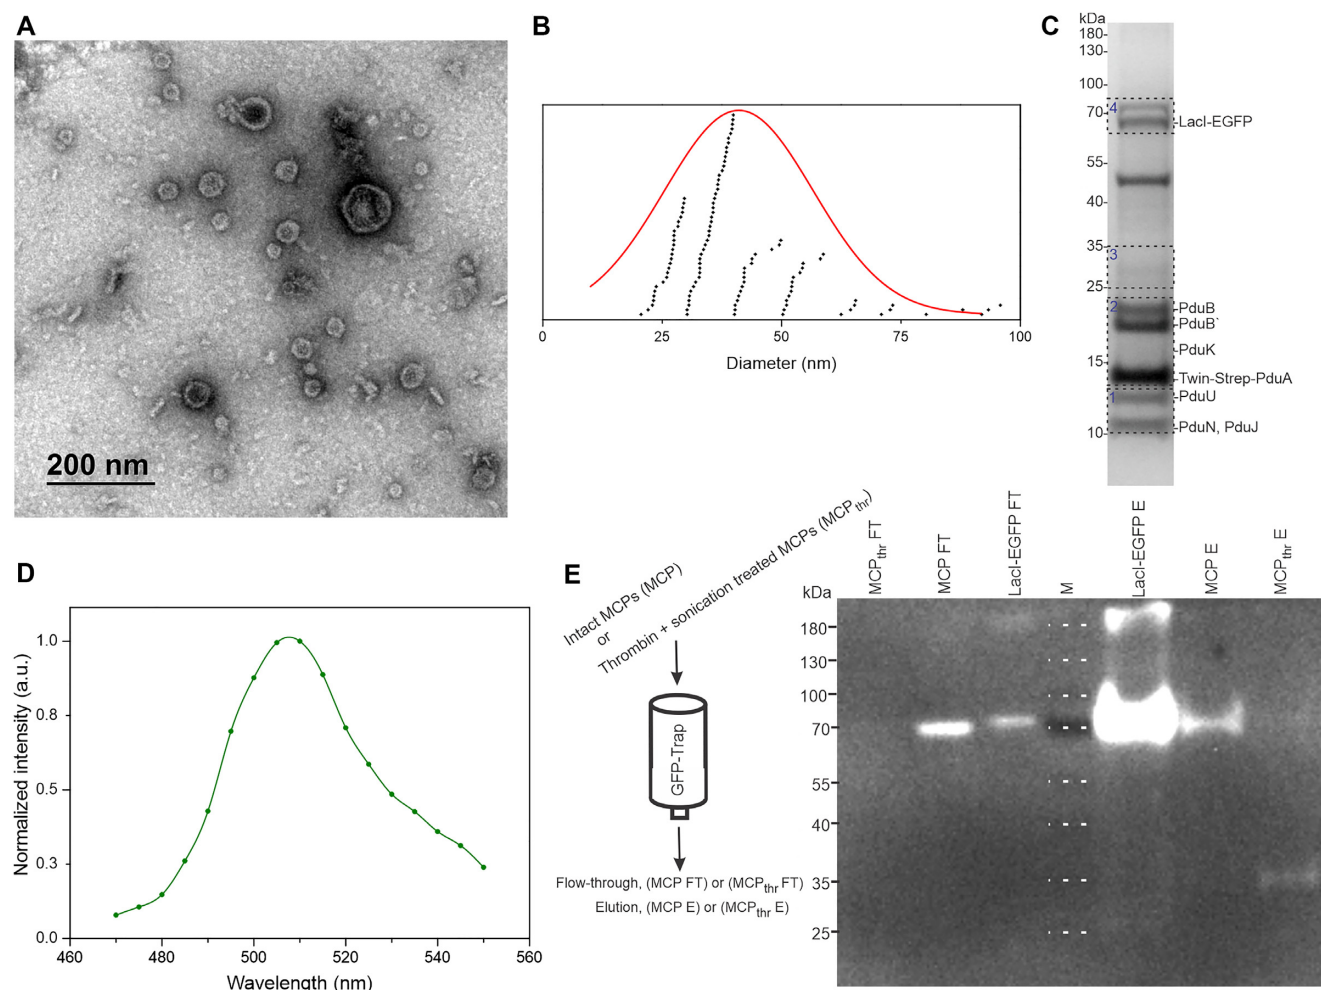 A
200 nm
B
0
25
50
75
100
Diameter (nm)
C
kDa
180-
130-
100-
70-
55-
40-
35-
25-
15-
10-
4
3
2
1
-LacI-EGFP
-PduB
-PduB`
-PduK
-Twin-Strep-PduA
-PduU
-PduN, PduJ
D
Normalized intensity (a.u.)
1.0
0.8
0.5
0.3
0.0
460
480
500
520
540
560
Wavelength (nm)
E
Intact MCPs (MCP)
or
Thrombin + sonication treated MCPs (MCPthr)
GFP-Trap
Flow-through, (MCP FT) or (MCPthr FT)
Elution, (MCP E) or (MCPthr E)
kDa
MCPthr FT
MCP FT
LacI-EGFP FT
M
LacI-EGFP E
MCP E
MCPthr E
180
130
100
70
55
40
35
25